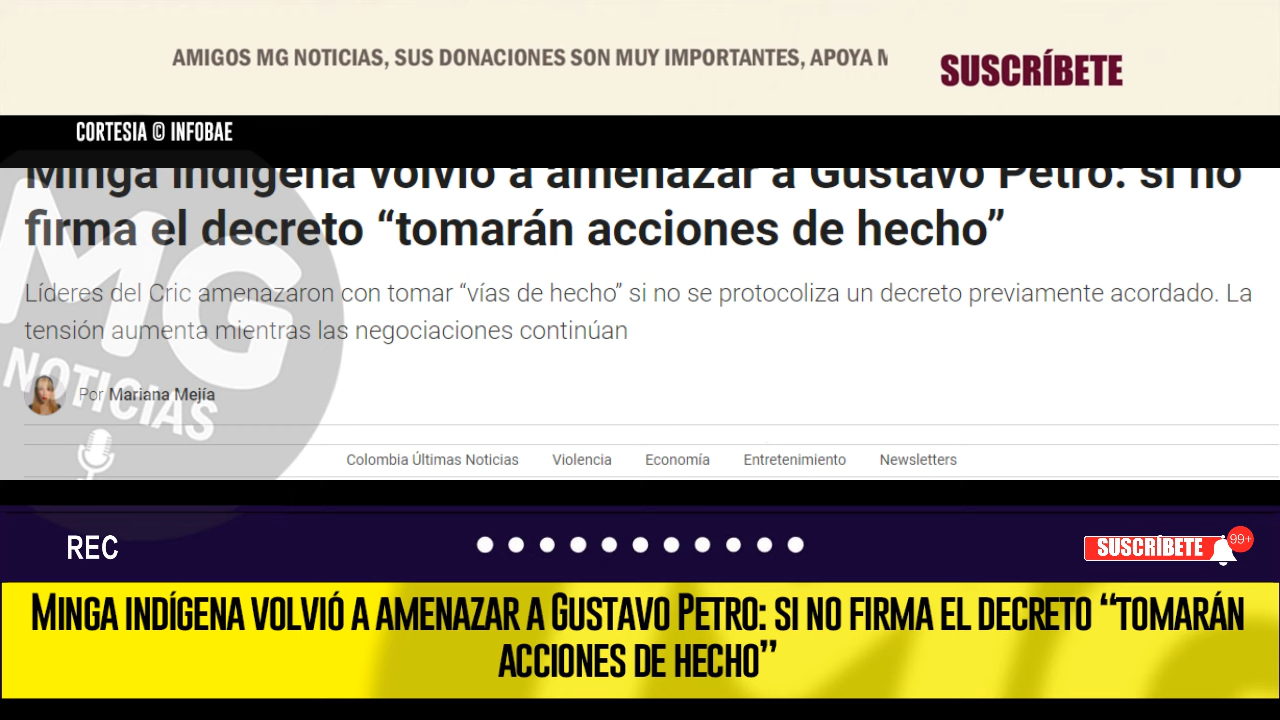 AMIGOS MG NOTICIAS, SUS DONACIONES SON MUY IMPORTANTES, APOYA
SUSCRÍBETE
CORTESIA © INFOBAE
Minga indígena volvió a amenazar a Gustavo Petro: si no
firma el decreto “tomarán acciones de hecho”
Líderes del Cric amenazaron con tomar “vías de hecho” si no se protocoliza un decreto previamente acordado. La
tensión aumenta mientras las negociaciones continúan
MG
NOTICIAS
Por Mariana Mejía
Colombia Últimas Noticias Violencia Economía Entretenimiento Newsletters
REC
SUSCRÍBETE 99+
MINGA INDÍGENA VOLVIÓ A AMENAZAR A GUSTAVO PETRO: SI NO FIRMA EL DECRETO “TOMARÁN
ACCIONES DE HECHO”